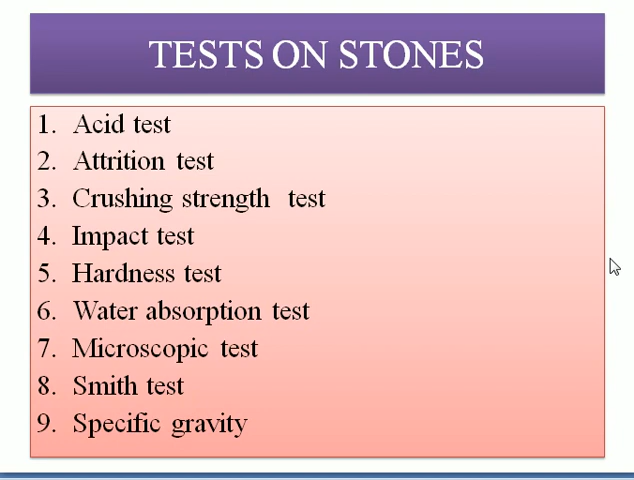 TESTS ON STONES
1. Acid test
2. Attrition test
3. Crushing strength test
4. Impact test
5. Hardness test
6. Water absorption test
7. Microscopic test
8. Smith test
9. Specific gravity